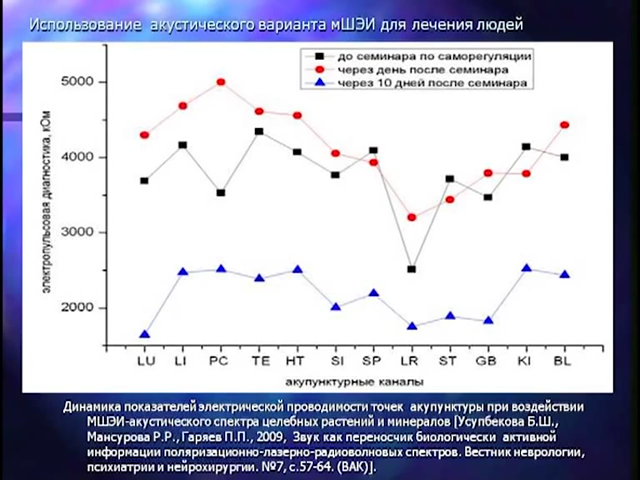 Использование акустического варианта мШЭИ для лечения людей
до семинара по саморегуляции
через день после семинара
через 10 дней после семинара
электропульсовая диагностика, кОм
5000
4000
3000
2000
LU LI PC TE HT SI SP LR ST GB KI BL
акупунктурные каналы
Динамика показателей электрической проводимости точек акупунктуры при воздействии
МШЭИ-акустического спектра целебных растений и минералов [Усупбекова Б.Ш.,
Мансурова Р.Р., Гаряев П.П., 2009, Звук как переносчик биологически активной
информации поляризационно-лазерно-радиоволновых спектров. Вестник неврологии,
психиатрии и нейрохирургии. №7, с.57-64. (ВАК)].